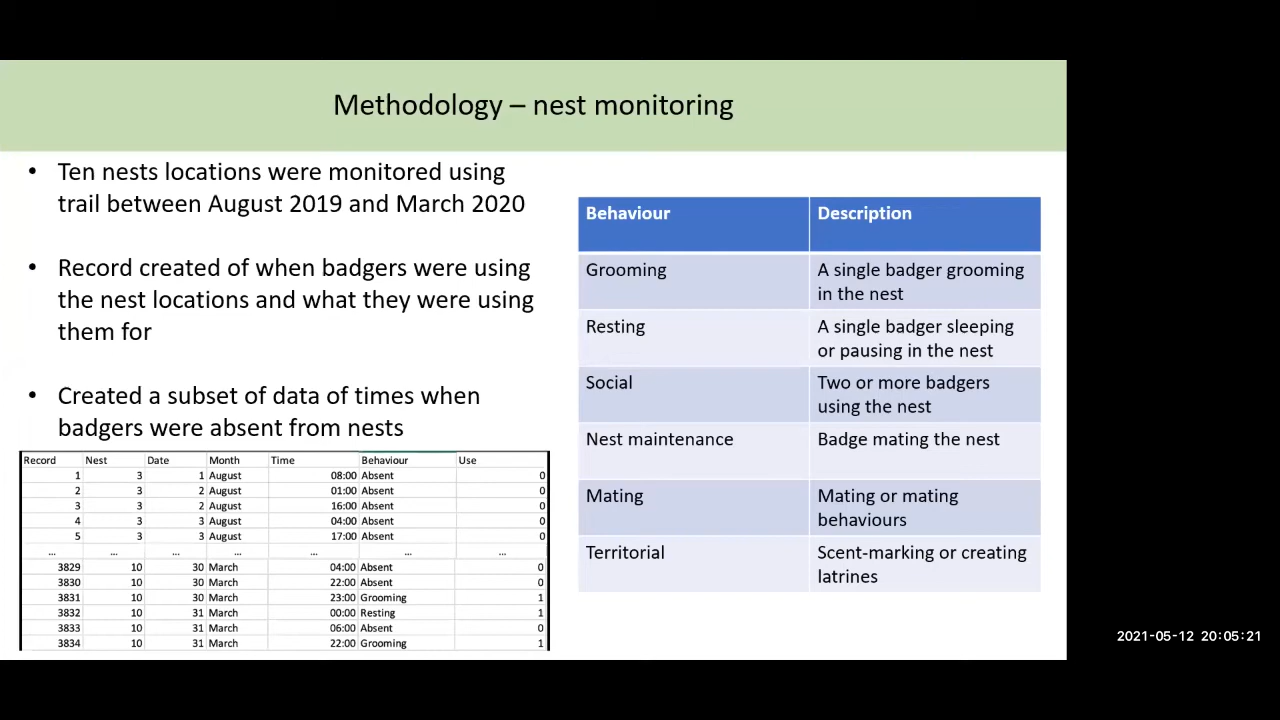 Methodology – nest monitoring
• Ten nests locations were monitored using
trail between August 2019 and March 2020
• Record created of when badgers were using
the nest locations and what they were using
them for
• Created a subset of data of times when
badgers were absent from nests
Record Nest Date Month Time Behaviour Use
1 3 1 August 08:00 Absent 0
2 3 2 August 01:00 Absent 0
3 3 2 August 16:00 Absent 0
4 3 3 August 04:00 Absent 0
5 3 3 August 17:00 Absent 0
... ... ... ... ... ... ...
3829 10 30 March 04:00 Absent 0
3830 10 30 March 22:00 Absent 0
3831 10 30 March 23:00 Grooming 1
3832 10 31 March 00:00 Resting 1
3833 10 31 March 06:00 Absent 0
3834 10 31 March 22:00 Grooming 1
Behaviour Description
Grooming A single badger grooming
in the nest
Resting A single badger sleeping
or pausing in the nest
Social Two or more badgers
using the nest
Nest maintenance Badge mating the nest
Mating Mating or mating
behaviours
Territorial Scent-marking or creating
latrines
2021-05-12 20:05:21